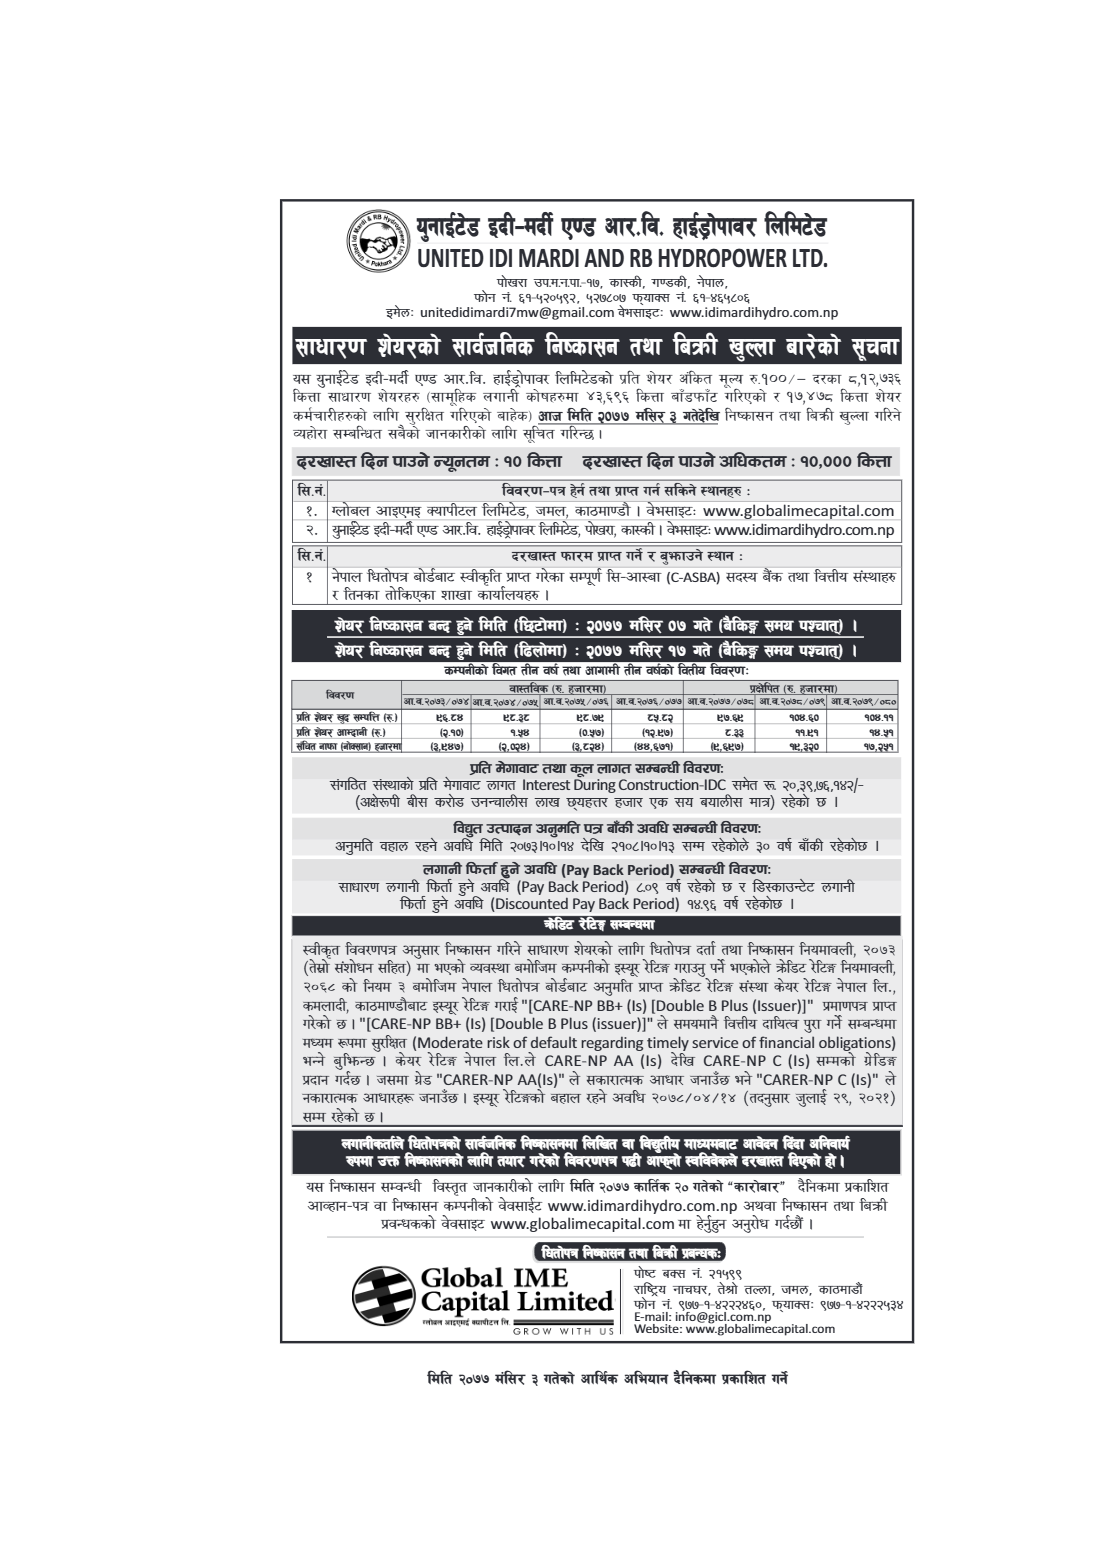 United Idi Mardi & RB Hydropower Ltd.
* Pokhara *
युनाईटेड इदी-मर्दी एण्ड आर.वि. हाईड्रोपावर लिमिटेड
UNITED IDI MARDI AND RB HYDROPOWER LTD.
पोखरा उप.म.न.पा.-१७, कास्की, गण्डकी, नेपाल,
फोन नं. ६१-५२०५९२, ५२७८०७ फ्याक्स नं. ६१-४६५८०६
इमेलः unitedidimardi7mw@gmail.com वेभसाइटः www.idimardihydro.com.np
साधारण शेयरको सार्वजनिक निष्कासन तथा बिक्री खुल्ला बारेको सूचना
यस युनाईटेड इदी-मर्दी एण्ड आर.वि. हाईड्रोपावर लिमिटेडको प्रति शेयर अंकित मूल्य रु.१००/– दरका ८,१२,७३६
कित्ता साधारण शेयरहरु (सामूहिक लगानी कोषहरुमा ४३,६९६ कित्ता बाँडफाँट गरिएको र १७,४७८ कित्ता शेयर
कर्मचारीहरुको लागि सुरक्षित गरिएको बाहेक) आज मिति २०७७ मंसिर ३ गतेदेखि निष्कासन तथा बिक्री खुल्ला गरिने
व्यहोरा सम्बन्धित सबैको जानकारीको लागि सूचित गरिन्छ ।
दरखास्त दिन पाउने न्यूनतम : १० कित्ता दरखास्त दिन पाउने अधिकतम : १०,००० कित्ता
सि.नं. विवरण-पत्र हेर्न तथा प्राप्त गर्न सकिने स्थानहरु :
१. ग्लोबल आइएमइ क्यापीटल लिमिटेड, जमल, काठमाण्डौ । वेभसाइटः www.globalimecapital.com
२. युनाईटेड इदी-मर्दी एण्ड आर.वि. हाईड्रोपावर लिमिटेड, पोखरा, कास्की । वेभसाइटः www.idimardihydro.com.np
सि.नं. दरखास्त फारम प्राप्त गर्ने र बुझाउने स्थान :
१ नेपाल धितोपत्र बोर्डबाट स्वीकृति प्राप्त गरेका सम्पूर्ण सि-आस्बा (C-ASBA) सदस्य बैंक तथा वित्तीय संस्थाहरु
र तिनका तोकिएका शाखा कार्यालयहरु ।
शेयर निष्कासन बन्द हुने मिति (छिटोमा) : २०७७ मंसिर ०७ गते (बैकिङ्ग समय पश्चात्) ।
शेयर निष्कासन बन्द हुने मिति (ढिलोमा) : २०७७ मंसिर १७ गते (बैकिङ्ग समय पश्चात्) ।
कम्पनीको विगत तीन वर्ष तथा आगामी तीन वर्षको वितीय विवरणः
विवरण वास्तविक (रु. हजारमा) प्रक्षेपित (रु. हजारमा)
आ.व.२०७३/०७४ आ.व.२०७४/०७५ आ.व.२०७५/०७६ आ.व.२०७६/०७७ आ.व.२०७७/०७८ आ.व.२०७८/०७९ आ.व.२०७९/०८०
प्रति शेयर खुद सम्पत्ति (रु.) ९६.८४ ९८.३८ ९८.७९ ८५.८२ ९७.६९ १०४.६० १०४.११
प्रति शेयर आम्दानी (रु.) (२.१०) १.५४ (०.५७) (१२.९७) ८.३३ ११.९१ १४.५१
संचित नाफा (नोक्सान) हजारमा (३,९४७) (२,०२४) (३,८२४) (४४,६७१) (९,६९७) १९,३२० १७,२५१
प्रति मेगावाट तथा कूल लागत सम्बन्धी विवरण:
संगठित संस्थाको प्रति मेगावाट लागत Interest During Construction-IDC समेत रू. २०,३९,७६,१४२/-
(अक्षेरूपी बीस करोड उनन्चालीस लाख छ्यहत्तर हजार एक सय बयालीस मात्र) रहेको छ ।
विद्युत उत्पादन अनुमति पत्र बाँकी अवधि सम्बन्धी विवरण:
अनुमति वहाल रहने अवधि मिति २०७३।१०।१४ देखि २१०८।१०।१३ सम्म रहेकोले ३० वर्ष बाँकी रहेकोछ ।
लगानी फिर्ता हुने अवधि (Pay Back Period) सम्बन्धी विवरण:
साधारण लगानी फिर्ता हुने अवधि (Pay Back Period) ८.०९ वर्ष रहेको छ र डिस्काउन्टेट लगानी
फिर्ता हुने अवधि (Discounted Pay Back Period) १४.९६ वर्ष रहेकोछ ।
क्रेडिट रेटिङ्ग सम्बन्धमा
स्वीकृत विवरणपत्र अनुसार निष्कासन गरिने साधारण शेयरको लागि धितोपत्र दर्ता तथा निष्कासन नियमावली, २०७३
(तेस्रो संशोधन सहित) मा भएको व्यवस्था बमोजिम कम्पनीको इस्यूर रेटिङ्ग गराउनु पर्ने भएकोले क्रेडिट रेटिङ्ग नियमावली,
२०६८ को नियम ३ बमोजिम नेपाल धितोपत्र बोर्डबाट अनुमति प्राप्त क्रेडिट रेटिङ्ग संस्था केयर रेटिङ्ग नेपाल लि.,
कमलादी, काठमाण्डौबाट इस्यूर रेटिङ्ग गराई "[CARE-NP BB+ (Is) [Double B Plus (Issuer)]" प्रमाणपत्र प्राप्त
गरेको छ । "[CARE-NP BB+ (Is) [Double B Plus (issuer)]" ले समयमानै वित्तीय दायित्व पुरा गर्ने सम्बन्धमा
मध्यम रूपमा सुरक्षित (Moderate risk of default regarding timely service of financial obligations)
भन्ने बुझिन्छ । केयर रेटिङ्ग नेपाल लि.ले CARE-NP AA (Is) देखि CARE-NP C (Is) सम्मको ग्रेडिङ्ग
प्रदान गर्दछ । जसमा ग्रेड "CARER-NP AA(Is)" ले सकारात्मक आधार जनाउँछ भने "CARER-NP C (Is)" ले
नकारात्मक आधारहरू जनाउँछ । इस्यूर रेटिङ्गको बहाल रहने अवधि २०७८/०४/१४ (तदनुसार जुलाई २९, २०२१)
सम्म रहेको छ ।
लगानीकर्ताले धितोपत्रको सार्वजनिक निष्कासनमा लिखित वा विद्युतीय माध्यमबाट आवेदन दिंदा अनिवार्य
रुपमा उक्त निष्कासनको लागि तयार गरेको विवरणपत्र पढी आफ्नो स्वविवेकले दरखास्त दिएको हो ।
यस निष्कासन सम्वन्धी विस्तृत जानकारीको लागि मिति २०७७ कार्तिक २० गतेको “कारोबार” दैनिकमा प्रकाशित
आव्हान-पत्र वा निष्कासन कम्पनीको वेवसाईट www.idimardihydro.com.np अथवा निष्कासन तथा बिक्री
प्रवन्धकको वेवसाइट www.globalimecapital.com मा हेर्नुहुन अनुरोध गर्दछौं ।
धितोपत्र निष्कासन तथा बिक्री प्रबन्धक:
Global IME
Capital Limited
ग्लोबल आइएमई क्यापीटल लि.
GROW WITH US
पोष्ट बक्स नं. २१५९९
राष्ट्रिय नाचघर, तेश्रो तल्ला, जमल, काठमाडौं
फोन नं. ९७७-१-४२२२४६०, फ्याक्सः ९७७-१-४२२२५३४
E-mail: info@gicl.com.np
Website: www.globalimecapital.com
मिति २०७७ मंसिर ३ गतेको आर्थिक अभियान दैनिकमा प्रकाशित गर्ने